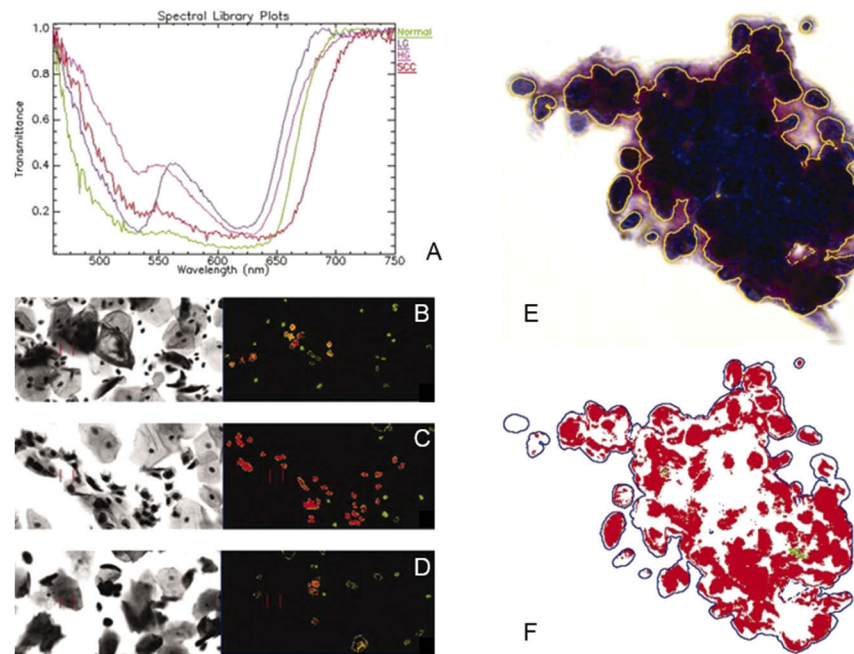 Spectral Library Plots
Normal
LG
HG
SCC
1.0
0.8
0.6
0.4
0.2
Transmittance
500
550
600
650
700
750
Wavelength (nm)
A
B
C
D
E
F